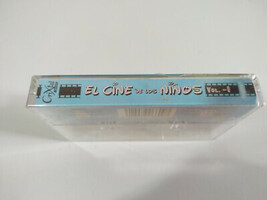 EL CINE DE LOS NIÑOS VOL.-1